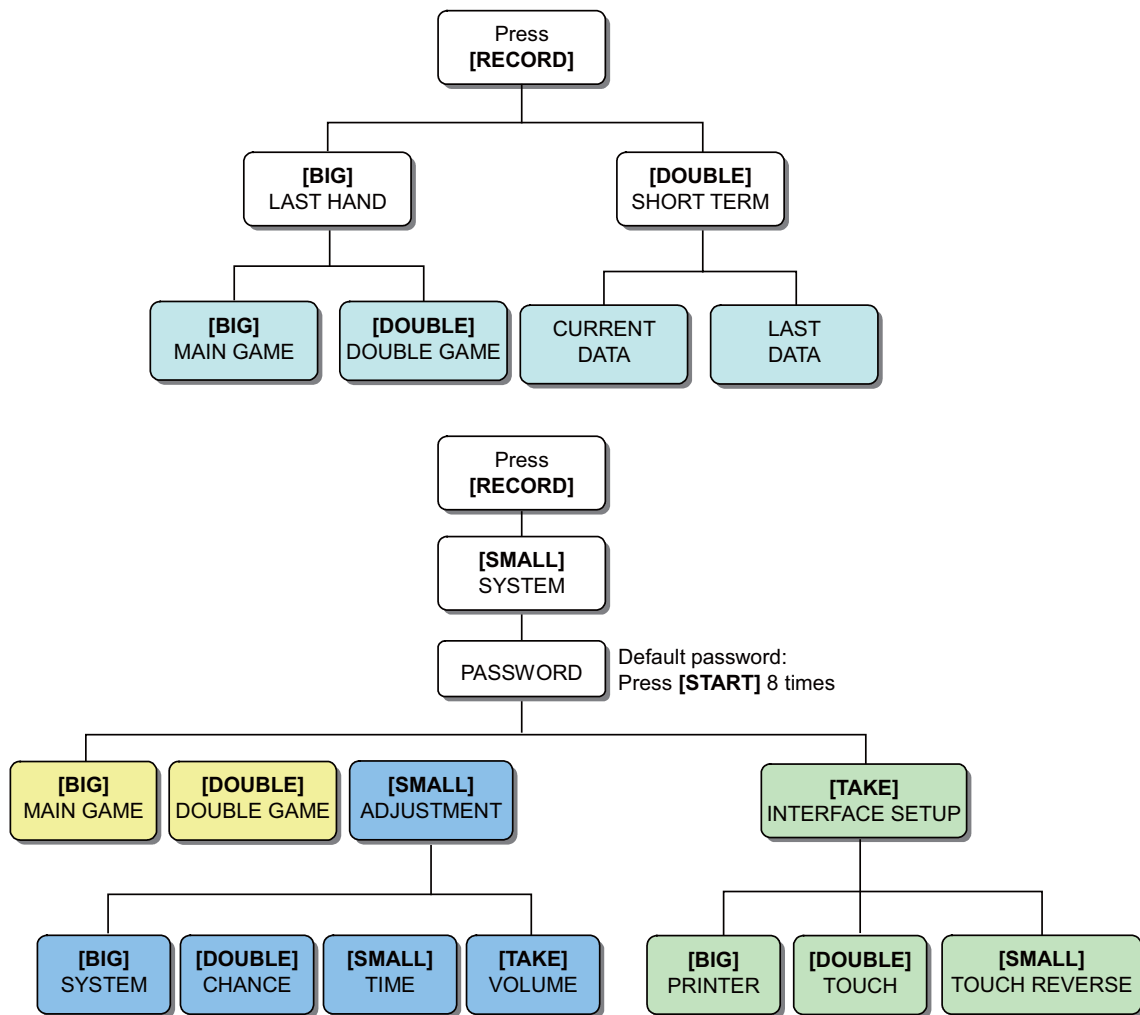 Press
[RECORD]
[BIG]
LAST HAND
[DOUBLE]
SHORT TERM
[BIG]
MAIN GAME
[DOUBLE]
DOUBLE GAME
CURRENT
DATA
LAST
DATA
Press
[RECORD]
[SMALL]
SYSTEM
PASSWORD
Default password:
Press [START] 8 times
[BIG]
MAIN GAME
[DOUBLE]
DOUBLE GAME
[SMALL]
ADJUSTMENT
[TAKE]
INTERFACE SETUP
[BIG]
SYSTEM
[DOUBLE]
CHANCE
[SMALL]
TIME
[TAKE]
VOLUME
[BIG]
PRINTER
[DOUBLE]
TOUCH
[SMALL]
TOUCH REVERSE